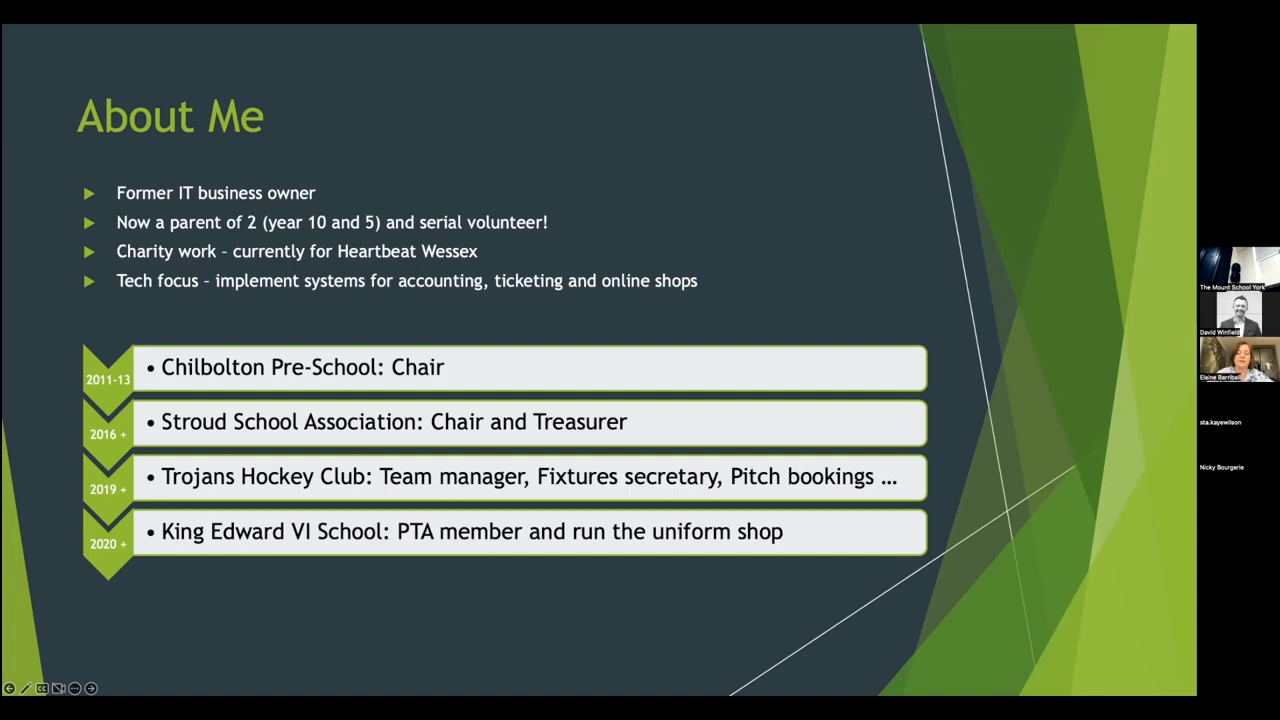 About Me
Former IT business owner
Now a parent of 2 (year 10 and 5) and serial volunteer!
Charity work – currently for Heartbeat Wessex
Tech focus – implement systems for accounting, ticketing and online shops
2011-13
• Chilbolton Pre-School: Chair
2016 +
• Stroud School Association: Chair and Treasurer
2019 +
• Trojans Hockey Club: Team manager, Fixtures secretary, Pitch bookings …
2020 +
• King Edward VI School: PTA member and run the uniform shop
The Mount School York
David Winfield
Elaine Barriball
sta.kayewilson
Nicky Bourgerie